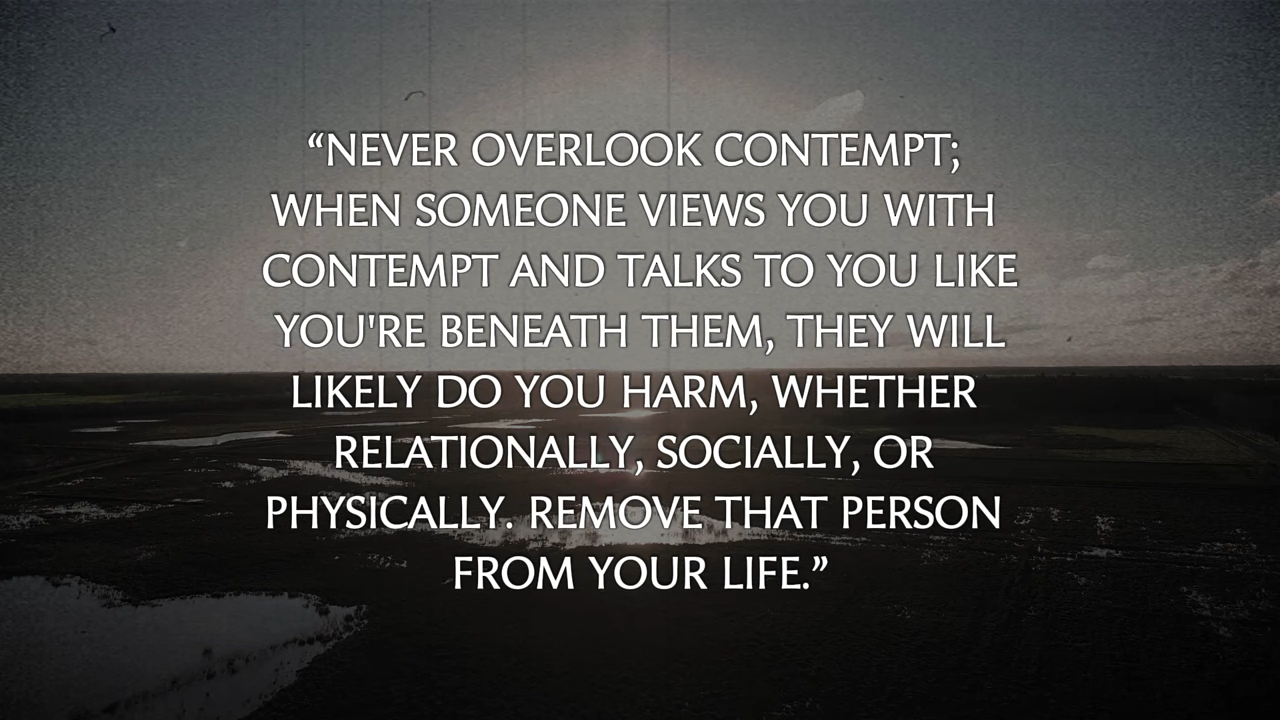 “NEVER OVERLOOK CONTEMPT;
WHEN SOMEONE VIEWS YOU WITH
CONTEMPT AND TALKS TO YOU LIKE
YOU'RE BENEATH THEM, THEY WILL
LIKELY DO YOU HARM, WHETHER
RELATIONALLY, SOCIALLY, OR
PHYSICALLY. REMOVE THAT PERSON
FROM YOUR LIFE.”